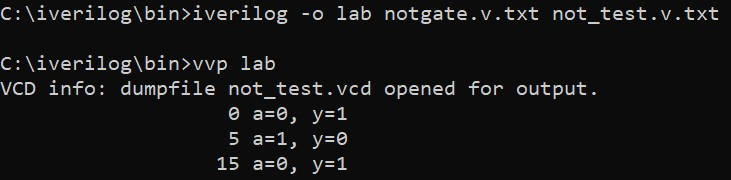 C:\iverilog\bin>iverilog -o lab notgate.v.txt not_test.v.txt
C:\iverilog\bin>vvp lab
VCD info: dumpfile not_test.vcd opened for output.
0 a=0, y=1
5 a=1, y=0
15 a=0, y=1